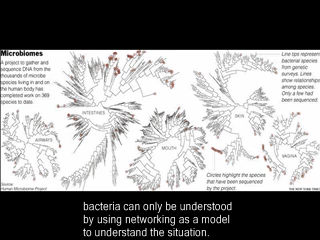 Microbiomes
A project to gather and
sequence DNA from the
thousands of microbe
species living in and on
the human body has
completed work on 369
species to date.
Line tips represent
bacterial species
from genetic
surveys. Lines
show relationships
among species.
Only a few had
been sequenced.
INTESTINES
SKIN
AIRWAYS
MOUTH
VAGINA
Circles highlight the species
that have been sequenced
by the project
Source:
Human Microbiome Project
THE NEW YORK TIMES
bacteria can only be understood
by using networking as a model
to understand the situation.